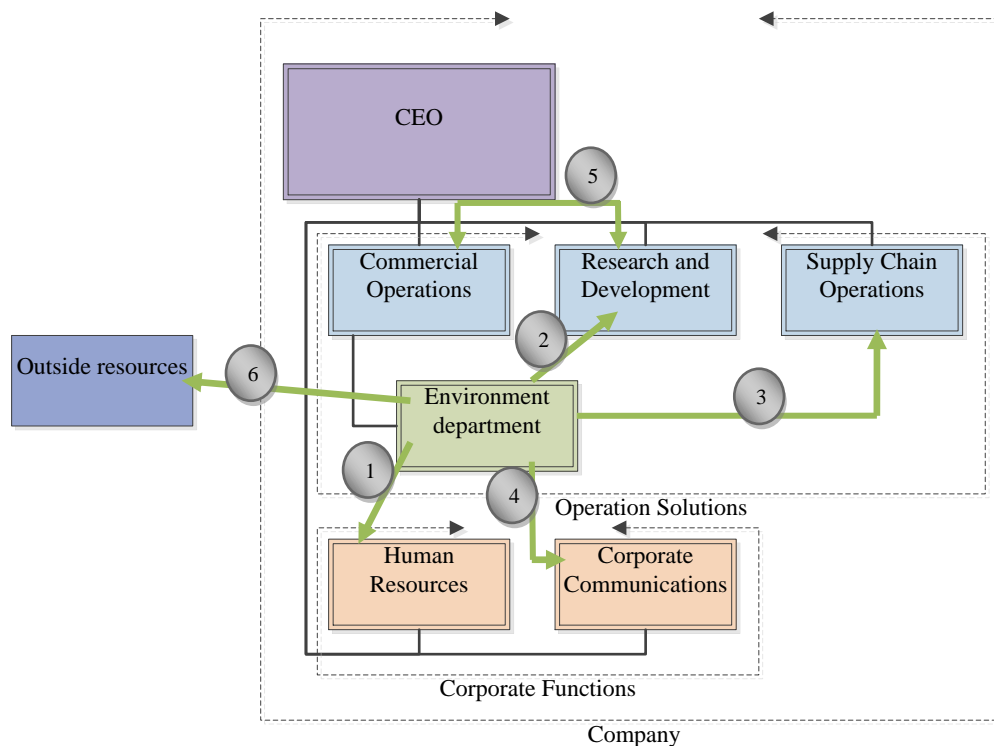 CEO
5
Commercial
Operations
Research and
Development
Supply Chain
Operations
2
Outside resources
6
Environment
department
3
1
4
Operation Solutions
Human
Resources
Corporate
Communications
Corporate Functions
Company